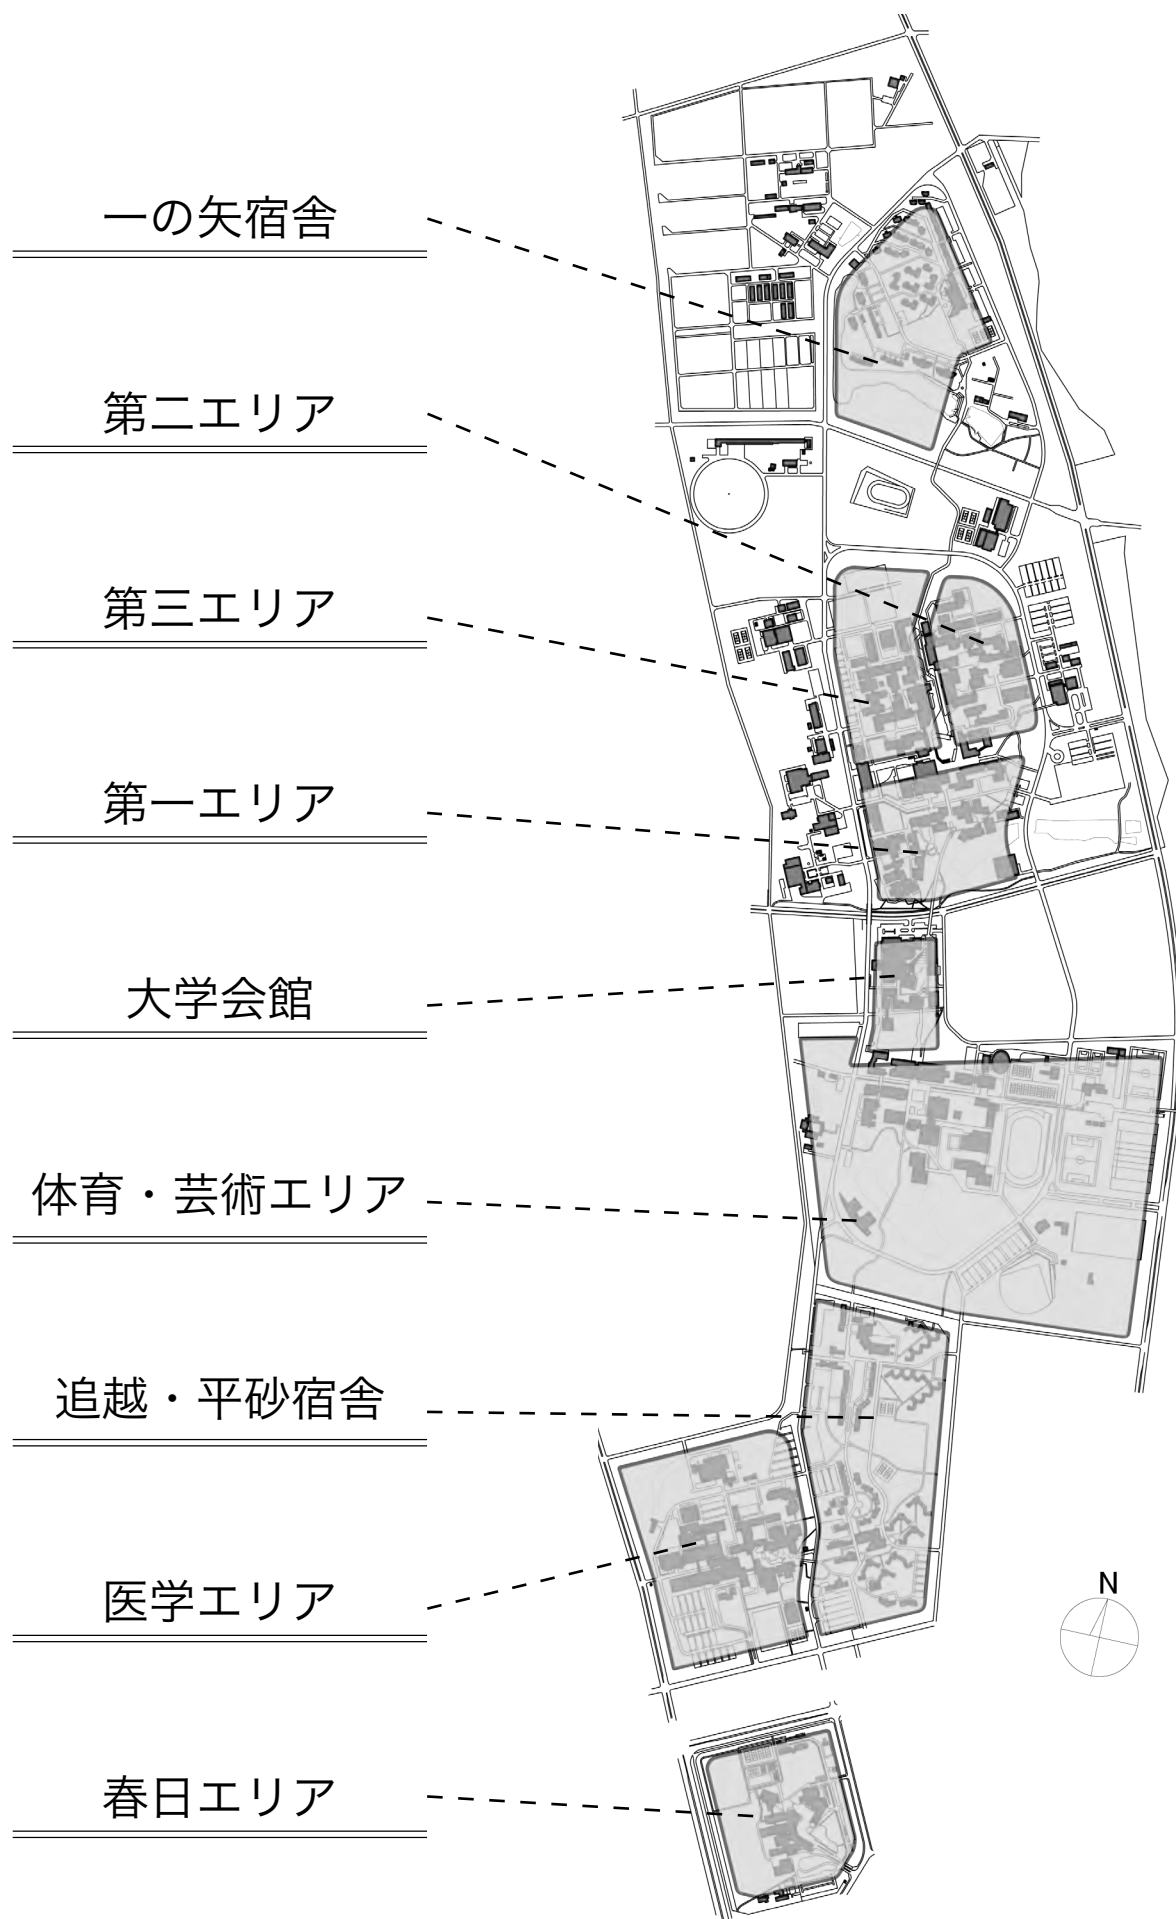 一の矢宿舎
第二エリア
第三エリア
第一エリア
大学会館
体育・芸術エリア
追越・平砂宿舎
医学エリア
N
春日エリア